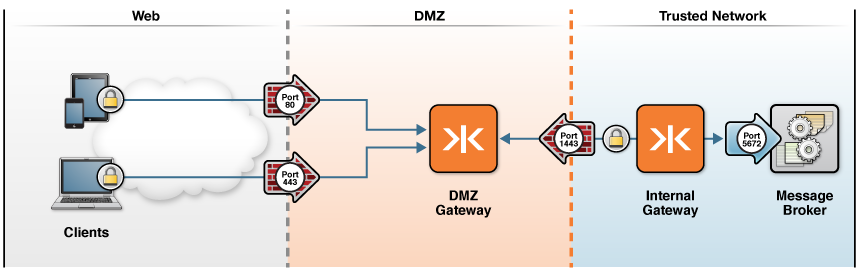 Web
DMZ
Trusted Network
Port
80
Port
443
Clients
DMZ
Gateway
Port
1443
Internal
Gateway
Port
5672
Message
Broker